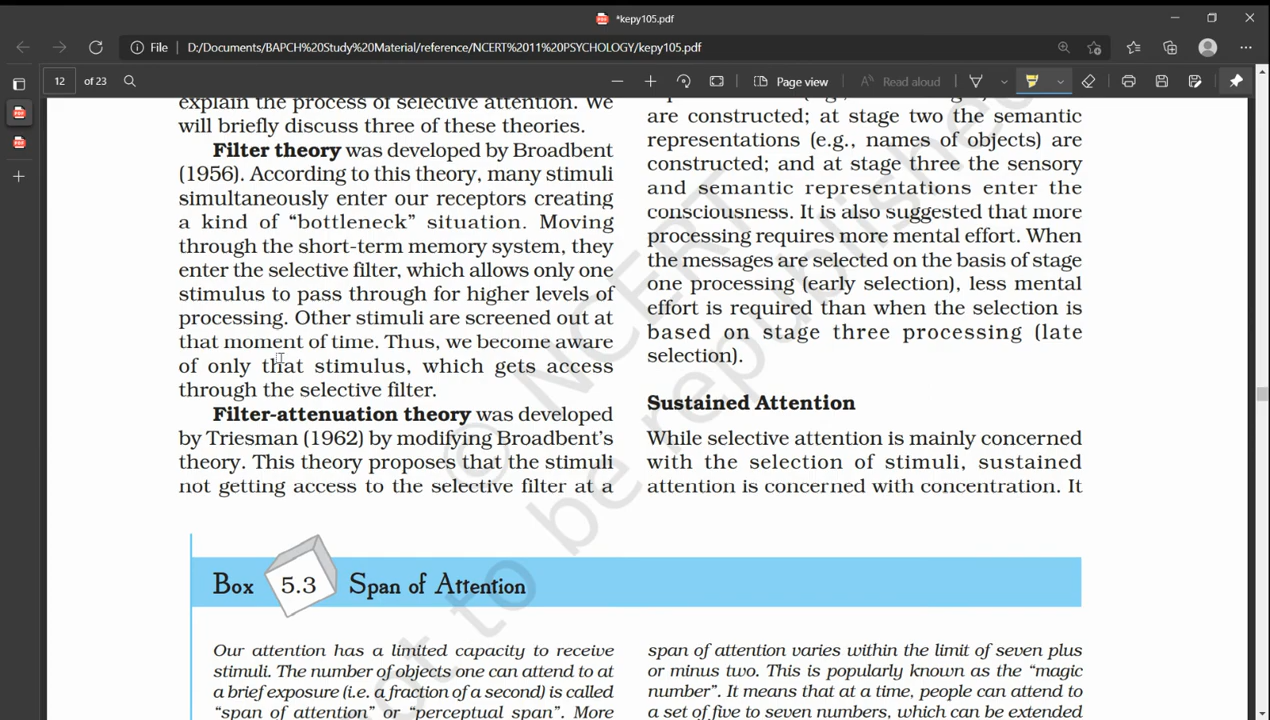 *kepy105.pdf
File D:/Documents/BAPCH%20Study%20Material/reference/NCERT%2011%20PSYCHOLOGY/kepy105.pdf
12 of 23 Page view Read aloud
explain the process of selective attention. We
will briefly discuss three of these theories.
Filter theory was developed by Broadbent
(1956). According to this theory, many stimuli
simultaneously enter our receptors creating
a kind of “bottleneck” situation. Moving
through the short-term memory system, they
enter the selective filter, which allows only one
stimulus to pass through for higher levels of
processing. Other stimuli are screened out at
that moment of time. Thus, we become aware
of only that stimulus, which gets access
through the selective filter.
Filter-attenuation theory was developed
by Triesman (1962) by modifying Broadbent’s
theory. This theory proposes that the stimuli
not getting access to the selective filter at a
are constructed; at stage two the semantic
representations (e.g., names of objects) are
constructed; and at stage three the sensory
and semantic representations enter the
consciousness. It is also suggested that more
processing requires more mental effort. When
the messages are selected on the basis of stage
one processing (early selection), less mental
effort is required than when the selection is
based on stage three processing (late
selection).
Sustained Attention
While selective attention is mainly concerned
with the selection of stimuli, sustained
attention is concerned with concentration. It
© NCERT
not to be republished
Box 5.3 Span of Attention
Our attention has a limited capacity to receive
stimuli. The number of objects one can attend to at
a brief exposure (i.e. a fraction of a second) is called
“span of attention” or “perceptual span”. More
span of attention varies within the limit of seven plus
or minus two. This is popularly known as the “magic
number”. It means that at a time, people can attend to
a set of five to seven numbers, which can be extended